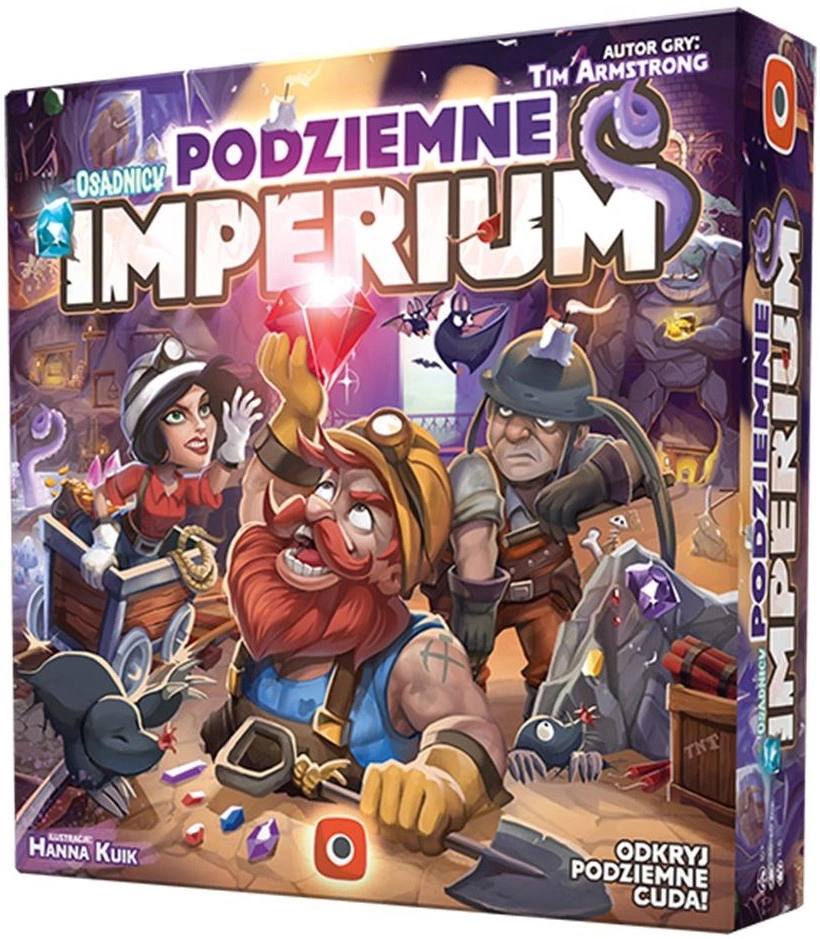 AUTOR GRY:
TIM ARMSTRONG
OSADNICY
PODZIEMNE
IMPERIUM
TNT
ILUSTRACJE:
HANNA KUIK
ODKRYJ
PODZIEMNE
CUDA!
OSADNICY
PODZIEMNE
IMPERIUM